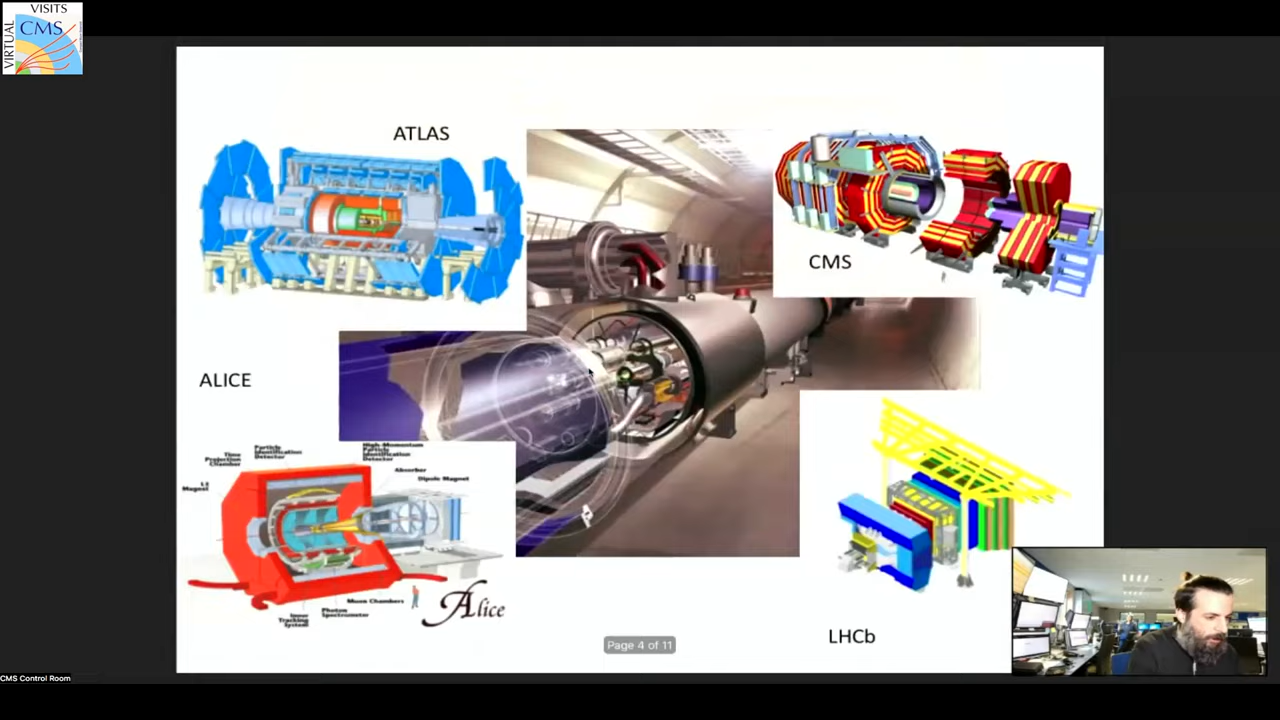 VISITS
VIRTUAL
CMS
ATLAS
CMS
ALICE
Time
Projection
Chamber
Particle
Identification
Detector
High-Momentum
Particle
Identification
Detector
L3
Magnet
Absorber
Dipole Magnet
Muon Chambers
Photon
Spectrometer
Inner
Tracking
System
Alice
LHCb
Page 4 of 11
CMS Control Room